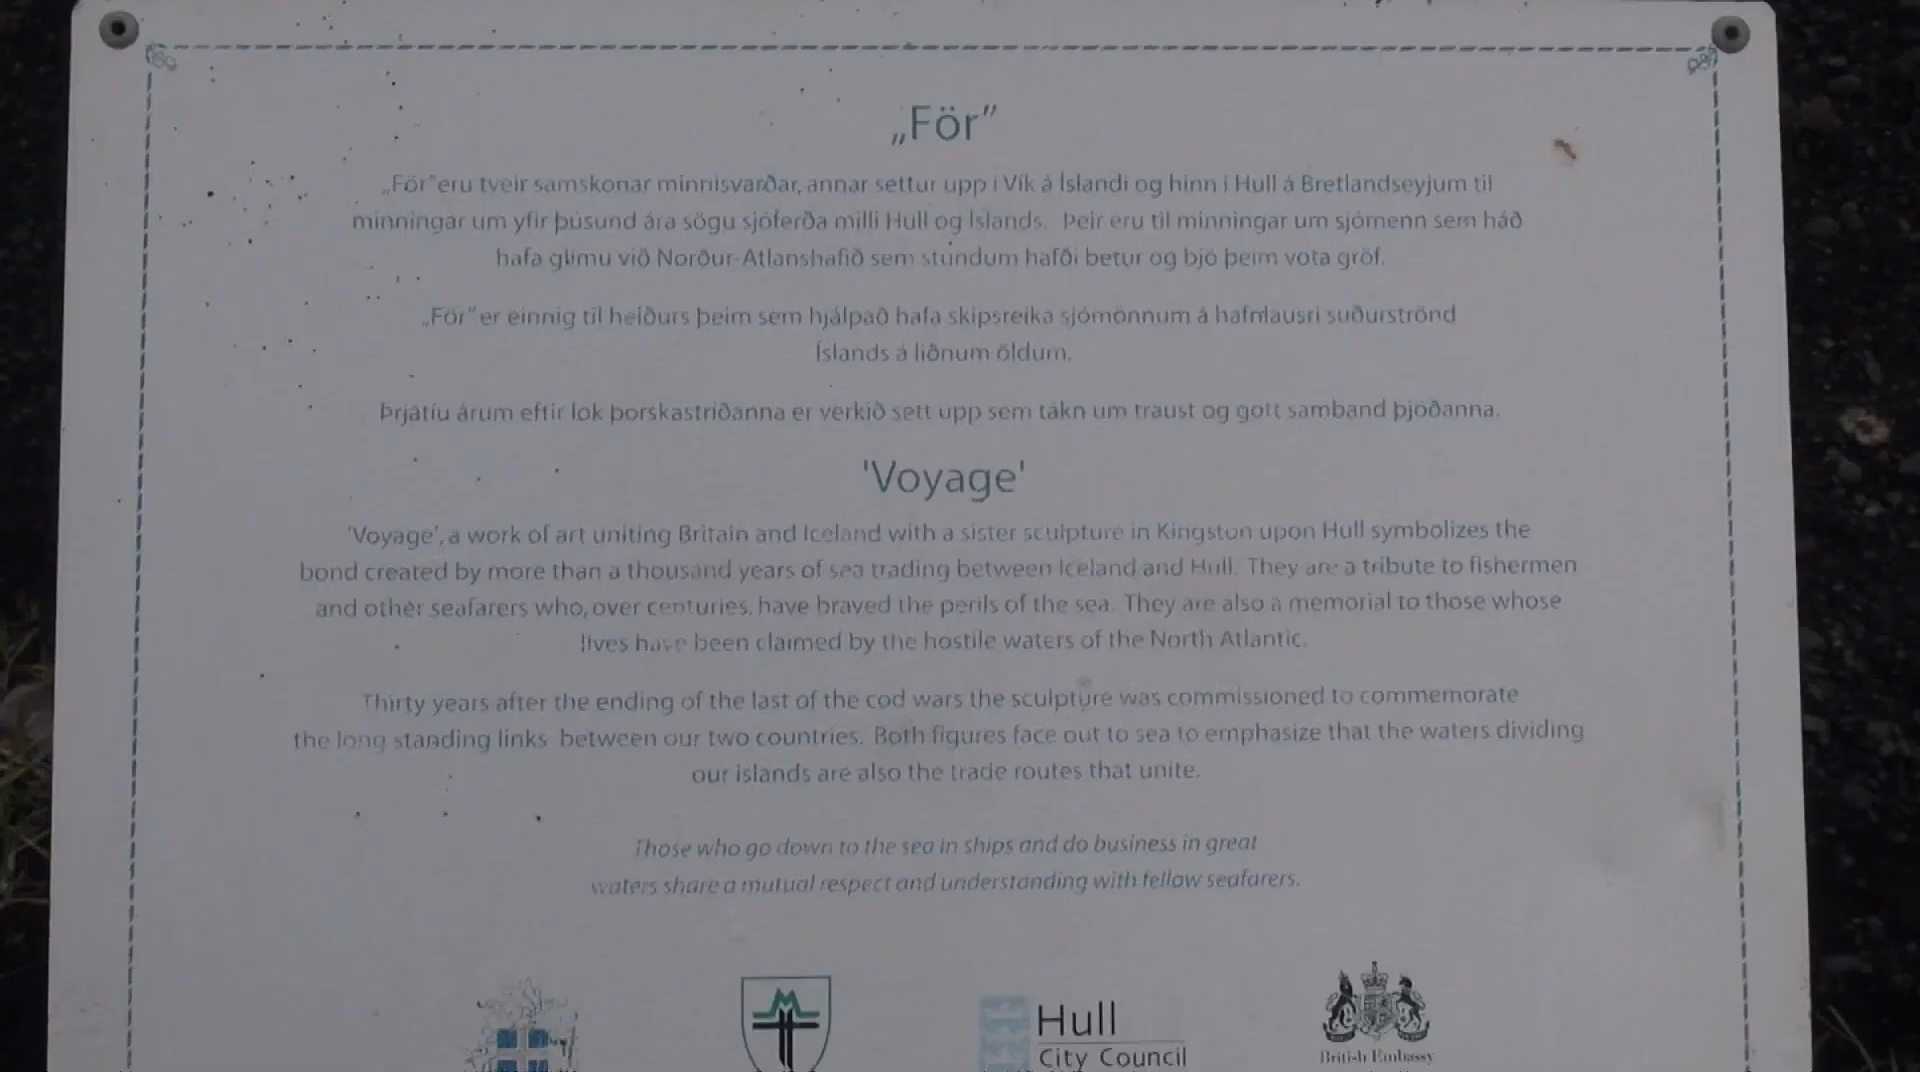 „För"
„För" eru tveir samskonar minnisvarðar, annar settur upp í Vík á Íslandi og hinn í Hull á Bretlandseyjum til
minningar um yfir þúsund ára sögu sjóferða milli Hull og Íslands. Þeir eru til minningar um sjómenn sem háð
hafa glímu við Norður-Atlanshafið sem stundum hafði betur og bjó þeim vota gröf.
„För" er einnig til heiðurs þeim sem hjálpað hafa skipsreika sjómönnum á hafnlausri suðurströnd
Íslands á liðnum öldum.
Þrjátíu árum eftir lok þorskastríðanna er verkið sett upp sem tákn um traust og gott samband þjóðanna.
'Voyage'
'Voyage', a work of art uniting Britain and Iceland with a sister sculpture in Kingston upon Hull symbolizes the
bond created by more than a thousand years of sea trading between Iceland and Hull. They are a tribute to fishermen
and other seafarers who, over centuries, have braved the perils of the sea. They are also a memorial to those whose
lives have been claimed by the hostile waters of the North Atlantic.
Thirty years after the ending of the last of the cod wars the sculpture was commissioned to commemorate
the long standing links between our two countries. Both figures face out to sea to emphasize that the waters dividing
our islands are also the trade routes that unite.
Those who go down to the sea in ships and do business in great
waters share a mutual respect and understanding with fellow seafarers.
Hull
City Council
British Embassy